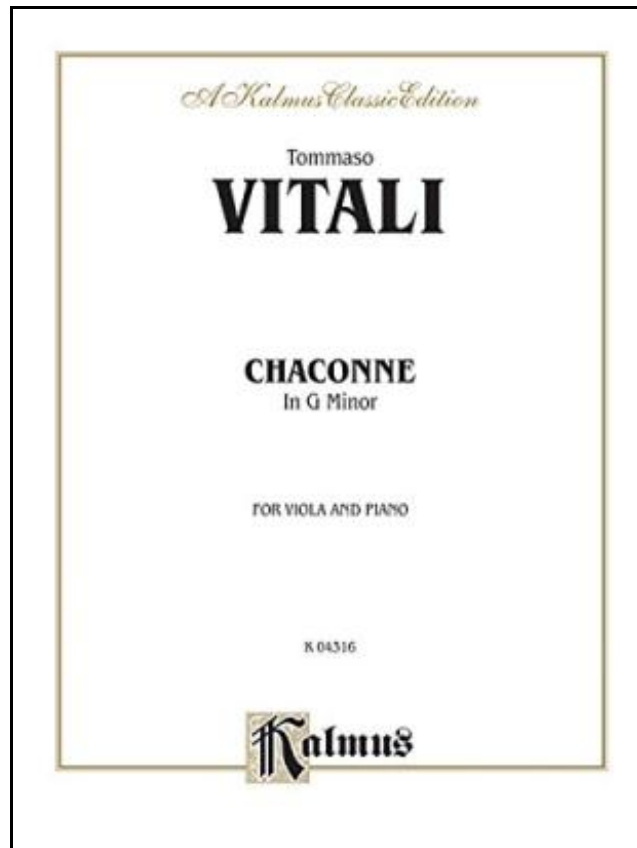 A Kalmus Classic Edition
Tommaso
VITALI
CHACONNE
In G Minor
FOR VIOLA AND PIANO
K 04316
Kalmus